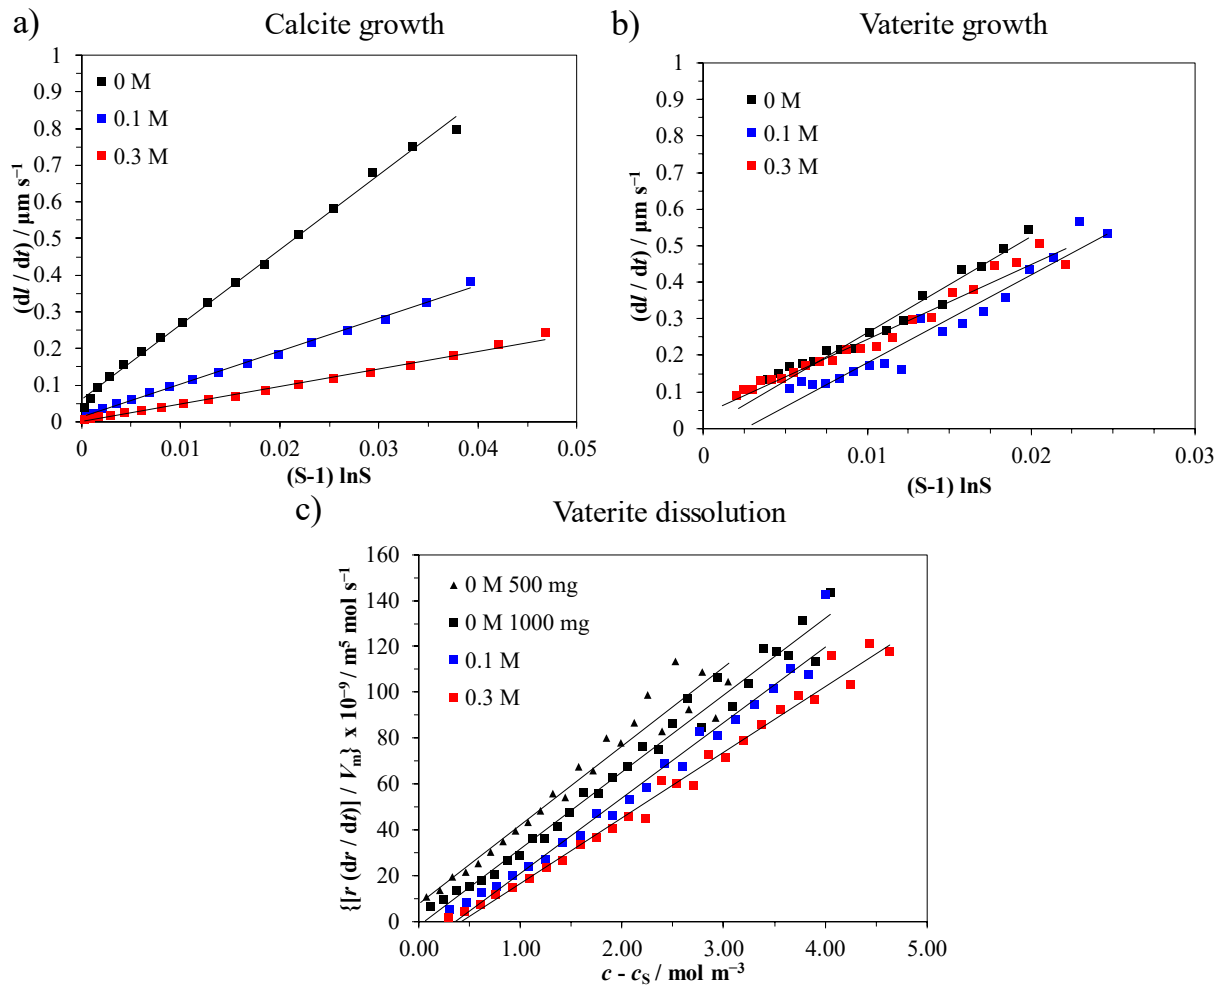 a)
Calcite growth
1
0.9
0.8
0.7
0.6
0.5
0.4
0.3
0.2
0.1
0
(dl / dt) / μm s⁻¹
0 M
0.1 M
0.3 M
0
0.01
0.02
0.03
0.04
0.05
(S-1) lnS
b)
Vaterite growth
1
0.9
0.8
0.7
0.6
0.5
0.4
0.3
0.2
0.1
0
(dl / dt) / μm s⁻¹
0 M
0.1 M
0.3 M
0
0.01
0.02
0.03
(S-1) lnS
c)
Vaterite dissolution
160
140
120
100
80
60
40
20
0
{[r (dr / dt)] / Vₘ} x 10⁻⁹ / m⁵ mol s⁻¹
0 M 500 mg
0 M 1000 mg
0.1 M
0.3 M
0.00
1.00
2.00
3.00
4.00
5.00
c - cS / mol m⁻³